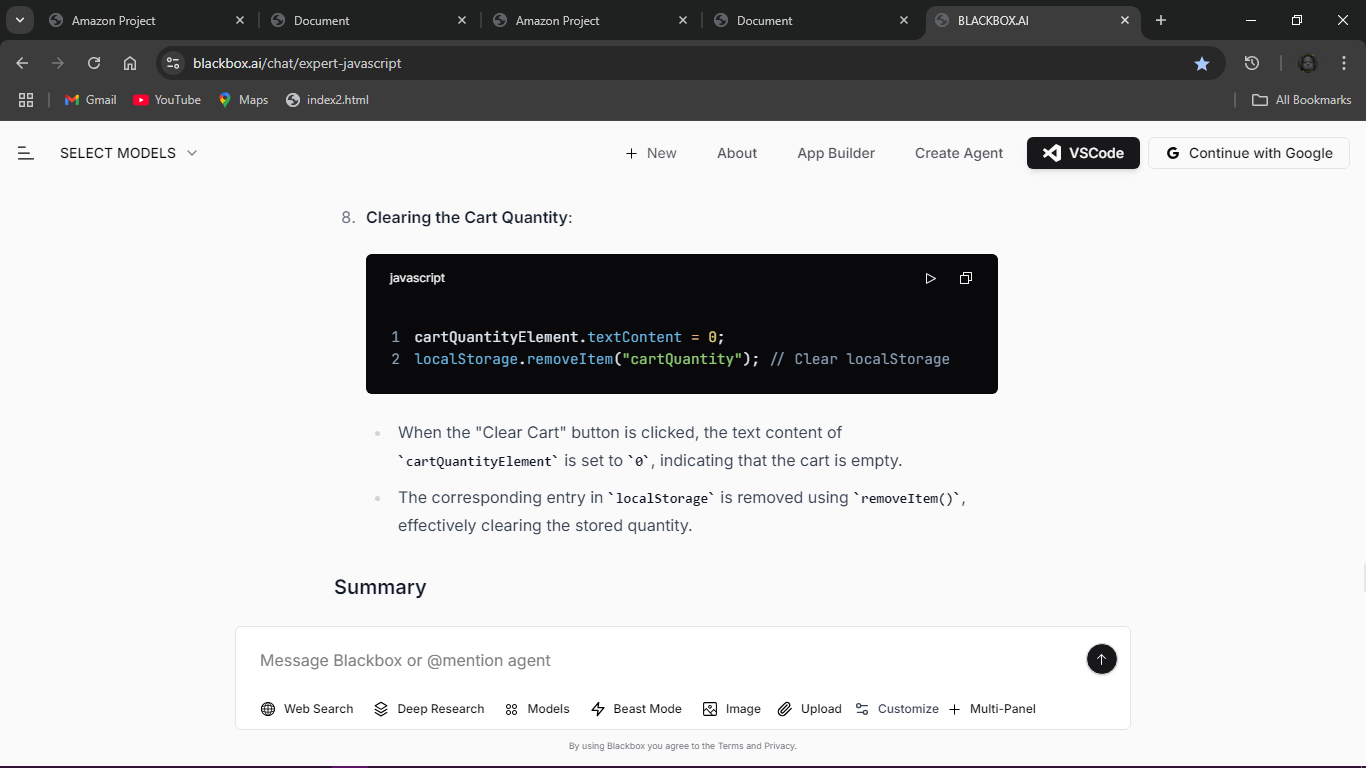 Amazon Project
Document
Amazon Project
Document
BLACKBOX.AI
blackbox.ai/chat/expert-javascript
Gmail
YouTube
Maps
index2.html
All Bookmarks
SELECT MODELS
New
About
App Builder
Create Agent
VSCode
Continue with Google
8. Clearing the Cart Quantity:
javascript
1 cartQuantityElement.textContent = 0;
2 localStorage.removeItem("cartQuantity"); // Clear localStorage
When the "Clear Cart" button is clicked, the text content of
`cartQuantityElement` is set to `0`, indicating that the cart is empty.
The corresponding entry in `localStorage` is removed using `removeItem()`,
effectively clearing the stored quantity.
Summary
Message Blackbox or @mention agent
Web Search
Deep Research
Models
Beast Mode
Image
Upload
Customize
Multi-Panel
By using Blackbox you agree to the Terms and Privacy.